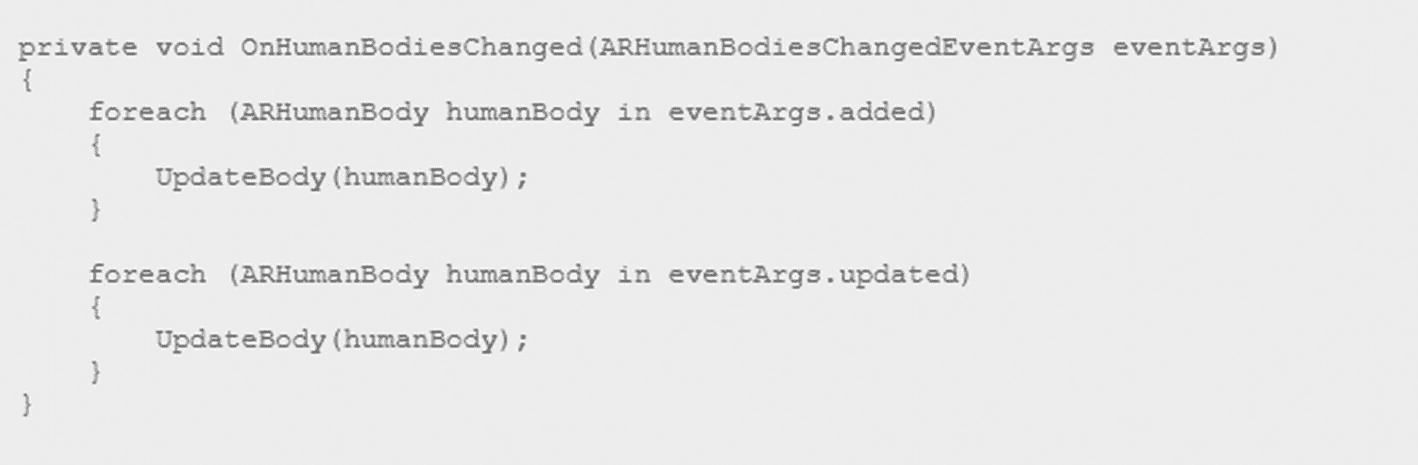 private void OnHumanBodiesChanged(ARHumanBodiesChangedEventArgs eventArgs)
{
    foreach (ARHumanBody humanBody in eventArgs.added)
    {
        UpdateBody(humanBody);
    }

    foreach (ARHumanBody humanBody in eventArgs.updated)
    {
        UpdateBody(humanBody);
    }
}